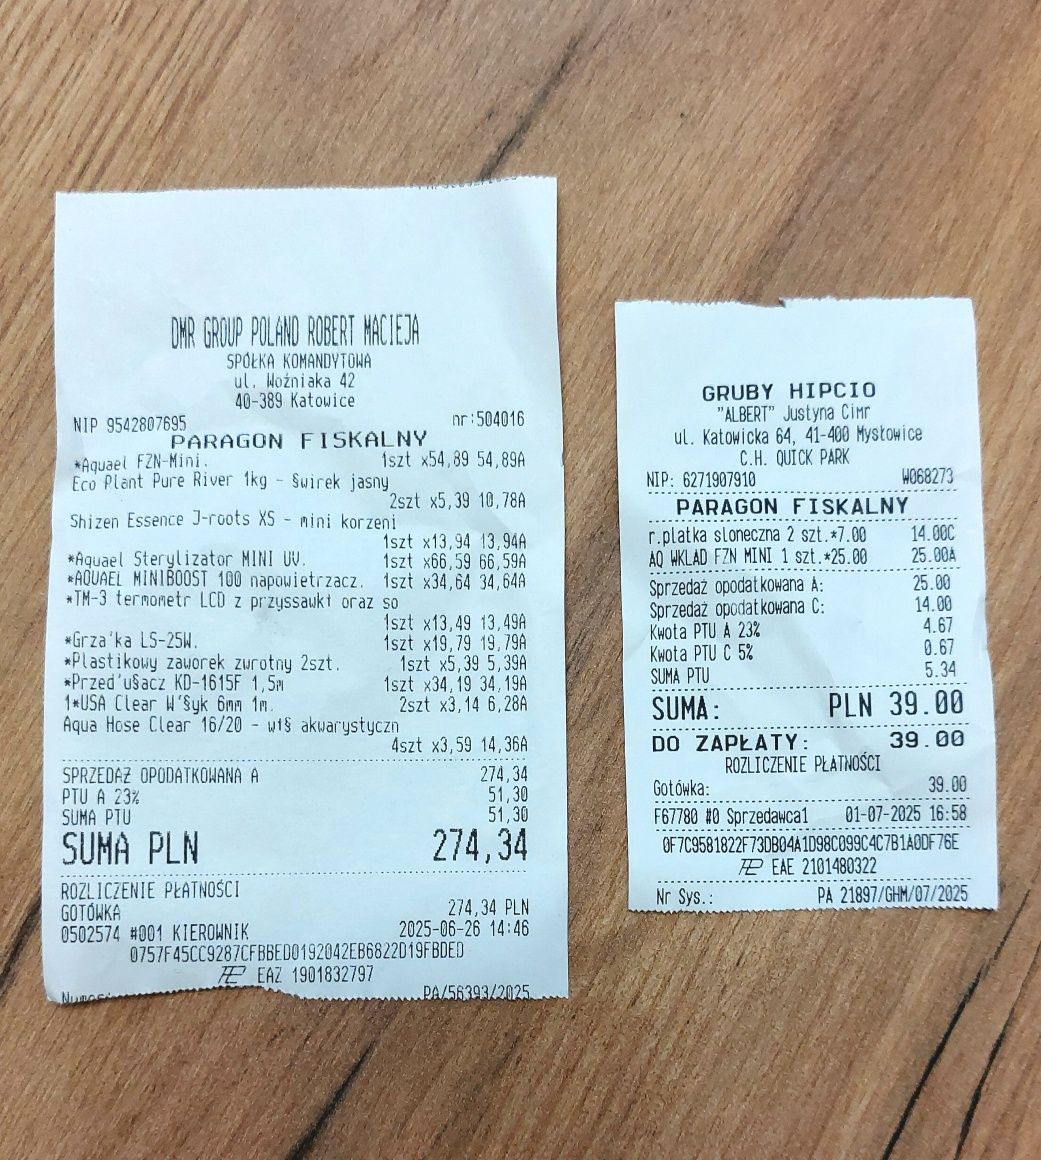 DMR GROUP POLAND ROBERT MACIEJA
SPÓŁKA KOMANDYTOWA
ul. Woźniaka 42
40-389 Katowice
NIP 9542807695 nr:504016
PARAGON FISKALNY
*Aquael FZN-Mini. 1szt x54,89 54,89A
Eco Plant Pure River 1kg - §wirek jasny
2szt x5,39 10,78A
Shizen Essence J-roots XS - mini korzeni
1szt x13,94 13,94A
*Aquael Sterylizator MINI UV. 1szt x66,59 66,59A
*AQUAEL MINIBOOST 100 napowietrzacz. 1szt x34,64 34,64A
*TM-3 termometr LCD z przyssawkł oraz so
1szt x13,49 13,49A
*Grza'ka LS-25W. 1szt x19,79 19,79A
*Plastikowy zaworek zwrotny 2szt. 1szt x5,39 5,39A
*Przed'u§acz KD-1615F 1,5m 1szt x34,19 34,19A
1*USA Clear W'§yk 6mm 1m. 2szt x3,14 6,28A
Aqua Hose Clear 16/20 - wł§ akwarystyczn
4szt x3,59 14,36A
SPRZEDAŻ OPODATKOWANA A 274,34
PTU A 23% 51,30
SUMA PTU 51,30
SUMA PLN 274,34
ROZLICZENIE PŁATNOŚCI
GOTÓWKA 274,34 PLN
0502574 #001 KIEROWNIK 2025-06-26 14:46
0757F45CC9287CFBBED0192042EB6822D19FBDED
EAZ 1901832797
PA/56393/2025
GRUBY HIPCIO
"ALBERT" Justyna Cimr
ul. Katowicka 64, 41-400 Mysłowice
C.H. QUICK PARK
NIP: 6271907910 W068273
PARAGON FISKALNY
r.platka sloneczna 2 szt.*7.00 14.00C
AQ WKLAD FZN MINI 1 szt.*25.00 25.00A
Sprzedaż opodatkowana A: 25.00
Sprzedaż opodatkowana C: 14.00
Kwota PTU A 23% 4.67
Kwota PTU C 5% 0.67
SUMA PTU 5.34
SUMA: PLN 39.00
DO ZAPŁATY: 39.00
ROZLICZENIE PŁATNOŚCI
Gotówka: 39.00
F67780 #0 Sprzedawca1 01-07-2025 16:58
0F7C9581822F73DB04A1D98C099C4C7B1A0DF76E
EAE 2101480322
Nr Sys.: PA 21897/GHM/07/2025